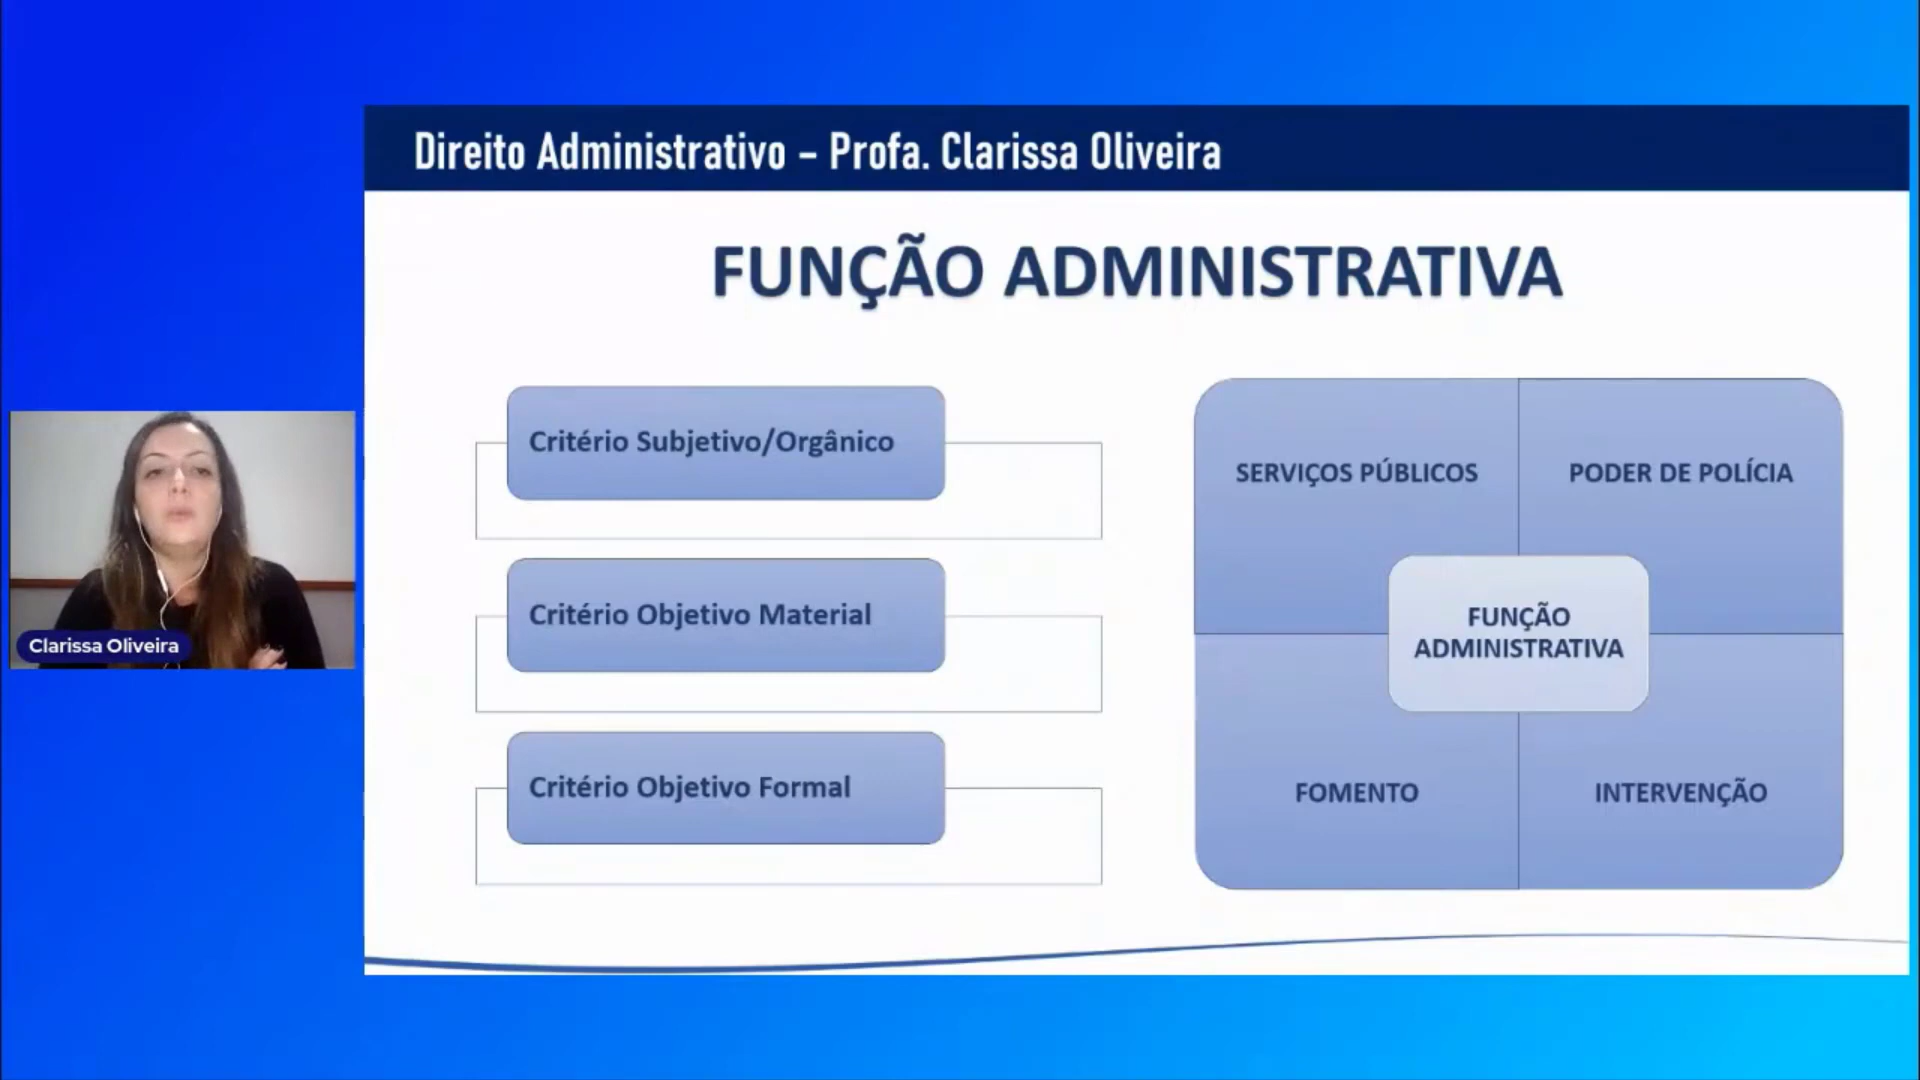 Direito Administrativo – Profa. Clarissa Oliveira
FUNÇÃO ADMINISTRATIVA
Critério Subjetivo/Orgânico
Critério Objetivo Material
Critério Objetivo Formal
SERVIÇOS PÚBLICOS
PODER DE POLÍCIA
FUNÇÃO
ADMINISTRATIVA
FOMENTO
INTERVENÇÃO
Clarissa Oliveira